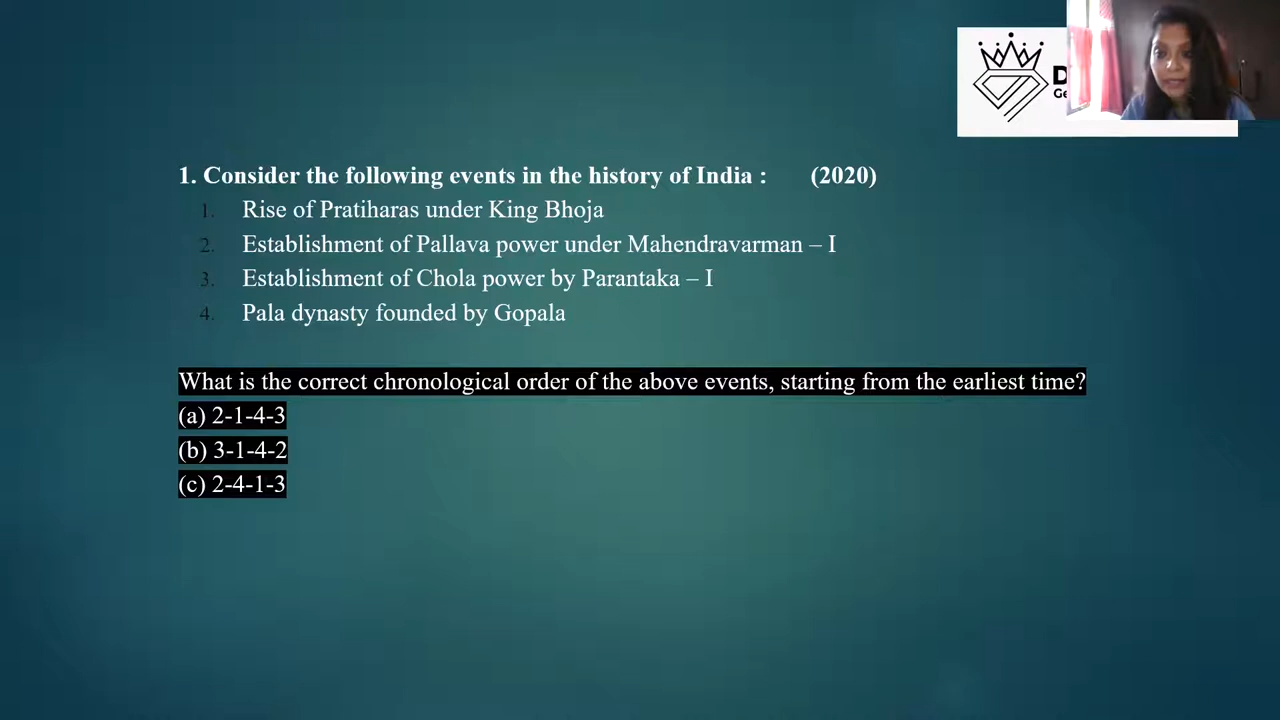 1. Consider the following events in the history of India : (2020)
1. Rise of Pratiharas under King Bhoja
2. Establishment of Pallava power under Mahendravarman – I
3. Establishment of Chola power by Parantaka – I
4. Pala dynasty founded by Gopala
What is the correct chronological order of the above events, starting from the earliest time?
(a) 2-1-4-3
(b) 3-1-4-2
(c) 2-4-1-3